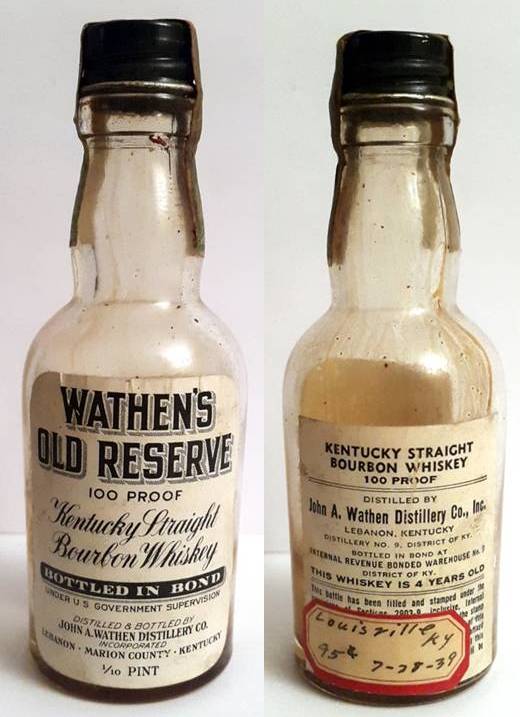 WATHEN'S
OLD RESERVE
100 PROOF
Kentucky Straight
Bourbon Whiskey
BOTTLED IN BOND
UNDER U S GOVERNMENT SUPERVISION
DISTILLED & BOTTLED BY
JOHN A. WATHEN DISTILLERY CO.
INCORPORATED
LEBANON · MARION COUNTY · KENTUCKY
1/10 PINT
KENTUCKY STRAIGHT
BOURBON WHISKEY
100 PROOF
DISTILLED BY
John A. Wathen Distillery Co., Inc.
LEBANON, KENTUCKY
DISTILLERY NO. 9, DISTRICT OF KY.
BOTTLED IN BOND AT
INTERNAL REVENUE BONDED WAREHOUSE No. 9
DISTRICT OF KY.
THIS WHISKEY IS 4 YEARS OLD
This bottle has been filled and stamped under the
inclusive, Internal
Louisville Ky
95¢ 7-28-39